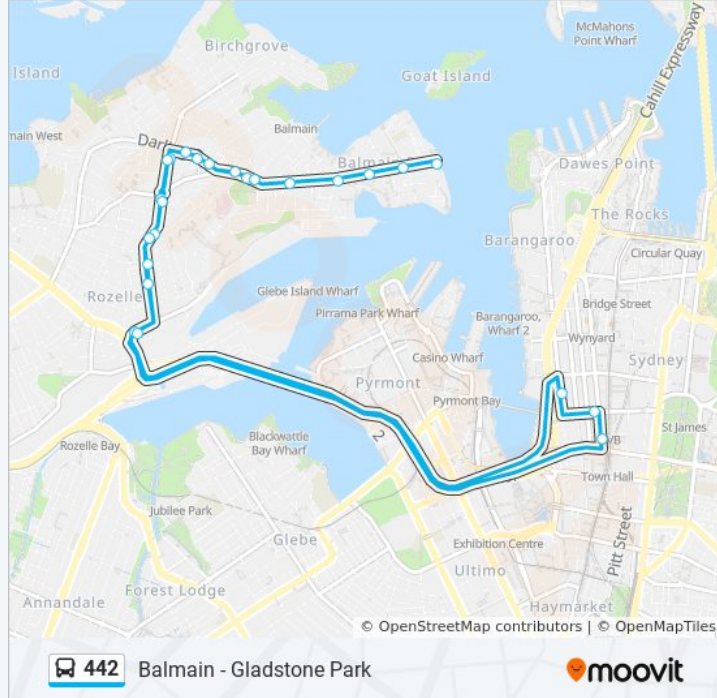 McMahons
Point Wharf
Cahill Expressway
Birchgrove
Island
Goat Island
main West
Darl
Balmain
Balmain
Dawes Point
The Rocks
Barangaroo
Circular Quay
Rozelle
Glebe Island Wharf
Pirrama Park Wharf
Barangaroo,
Wharf 2
Bridge Street
Wynyard
Casino Wharf
Sydney
Pyrmont
Pyrmont Bay
St James
Rozelle Bay
Blackwattle
Bay Wharf
2
VB
Town Hall
Jubilee Park
Glebe
Exhibition Centre
Pitt Street
Ultimo
Forest Lodge
Annandale
Haymarket
© OpenStreetMap contributors | © OpenMapTiles
442 Balmain - Gladstone Park
moovit